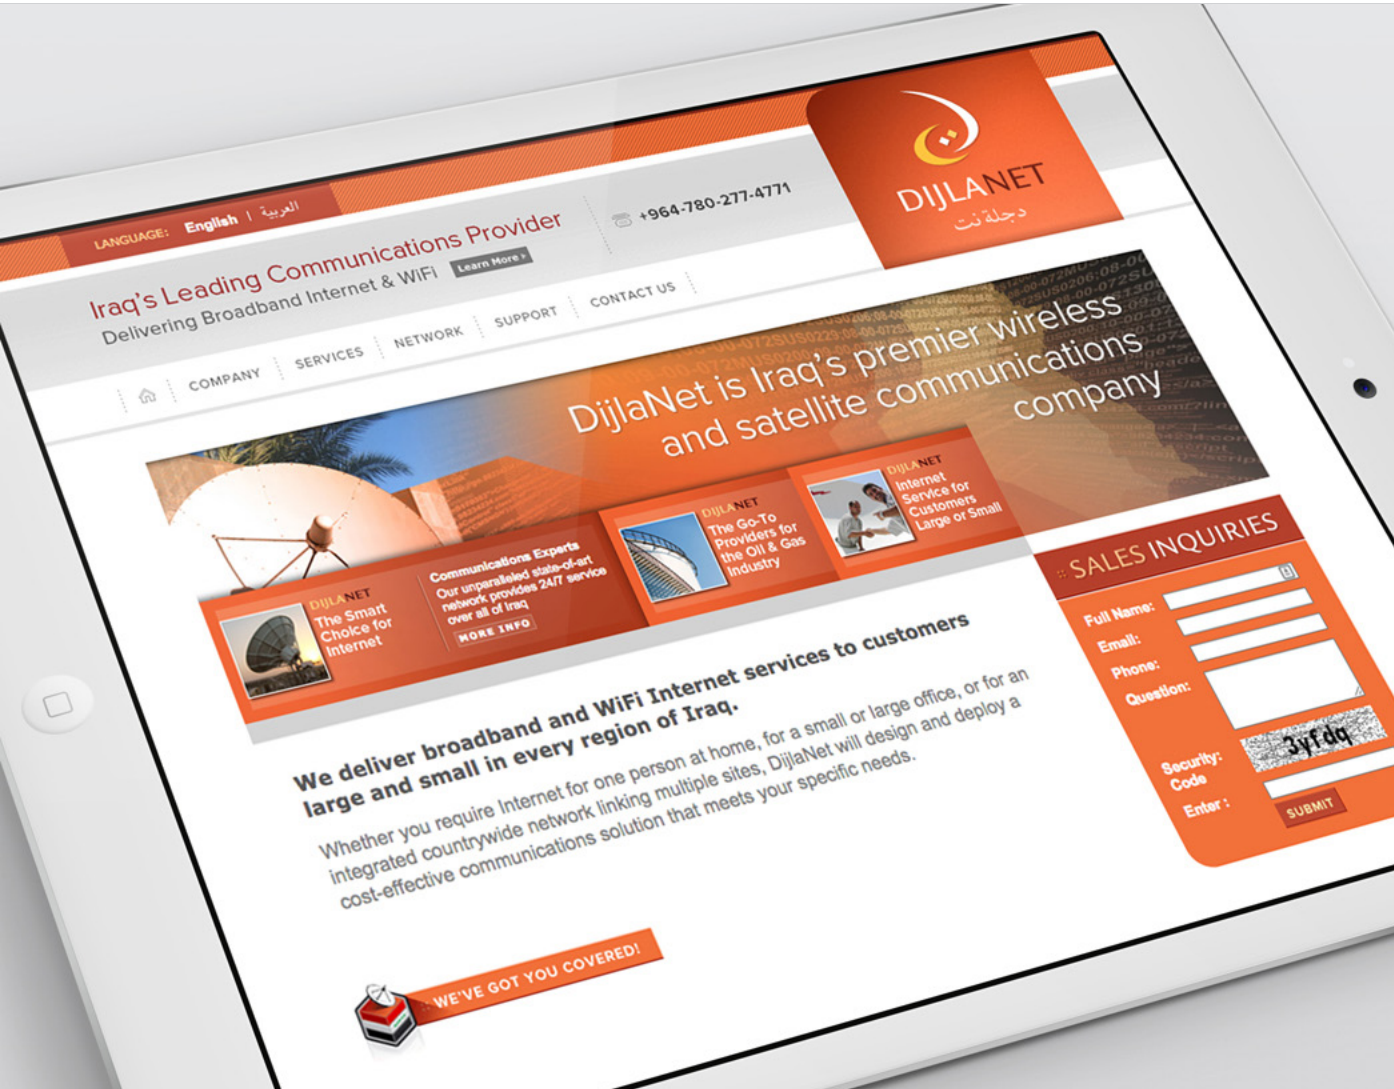 LANGUAGE: English | العربية
Iraq's Leading Communications Provider
Delivering Broadband Internet & WiFi Learn More
+964-780-277-4771
DIJLANET
دجلة نت
COMPANY
SERVICES
NETWORK
SUPPORT
CONTACT US
DijlaNet is Iraq's premier wireless
and satellite communications
company
DIJLANET
The Smart
Choice for
Internet
Communications Experts
Our unparalleled state-of-art
network provides 24/7 service
over all of Iraq
MORE INFO
DIJLANET
The Go-To
Providers for
the Oil & Gas
Industry
DIJLANET
Internet
Service for
Customers
Large or Small
We deliver broadband and WiFi Internet services to customers
large and small in every region of Iraq.
Whether you require Internet for one person at home, for a small or large office, or for an
integrated countrywide network linking multiple sites, DijlaNet will design and deploy a
cost-effective communications solution that meets your specific needs.
:: SALES INQUIRIES
Full Name:
Email:
Phone:
Question:
Security:
Code
3yfdq
Enter :
SUBMIT
:: WE'VE GOT YOU COVERED!